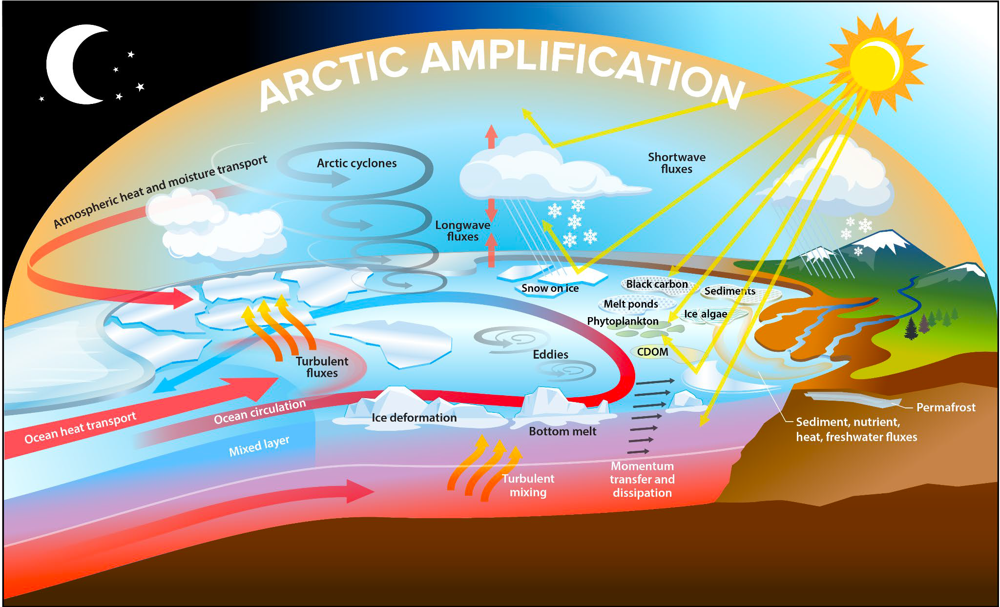 ARCTIC AMPLIFICATION
Atmospheric heat and moisture transport
Arctic cyclones
Shortwave
fluxes
Longwave
fluxes
Snow on ice
Black carbon
Sediments
Melt ponds
Ice algae
Phytoplankton
CDOM
Eddies
Turbulent
fluxes
Ocean heat transport
Ocean circulation
Mixed layer
Ice deformation
Bottom melt
Turbulent
mixing
Momentum
transfer and
dissipation
Permafrost
Sediment, nutrient,
heat, freshwater fluxes